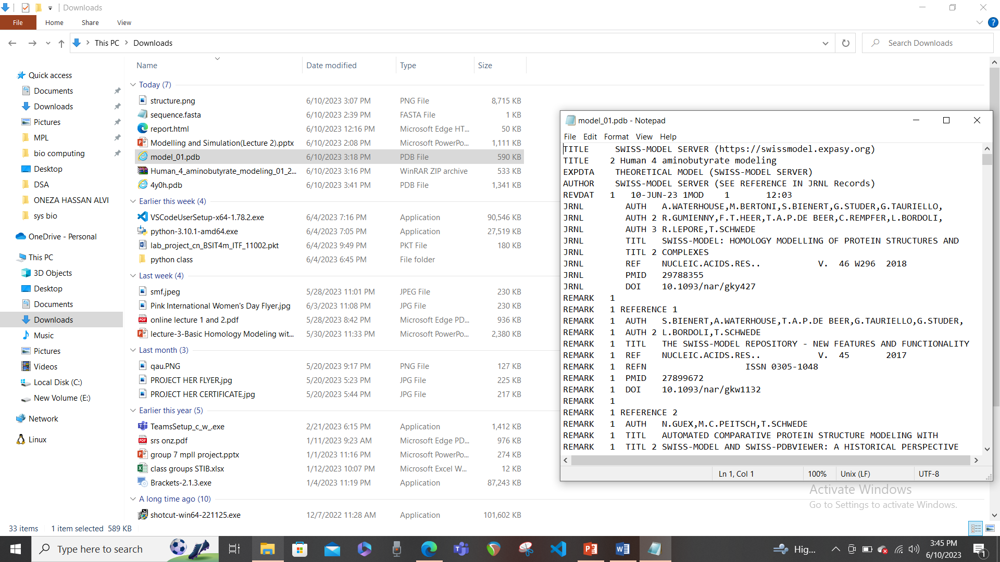 Downloads
File Home Share View
This PC Downloads
Search Downloads
Name Date modified Type Size
Quick access
Documents
Downloads
Pictures
MPL
bio computing
Desktop
DSA
ONEZA HASSAN ALVI
sys bio
OneDrive - Personal
This PC
3D Objects
Desktop
Documents
Downloads
Music
Pictures
Videos
Local Disk (C:)
New Volume (E:)
Network
Linux
Today (7)
structure.png 6/10/2023 3:07 PM PNG File 8,715 KB
sequence.fasta 6/10/2023 2:39 PM FASTA File 1 KB
report.html 6/10/2023 12:16 PM Microsoft Edge HT... 50 KB
Modelling and Simulation(Lecture 2).pptx 6/10/2023 2:08 PM Microsoft PowerPo... 1,111 KB
model_01.pdb 6/10/2023 3:18 PM PDB File 590 KB
Human_4_aminobutyrate_modeling_01_2... 6/10/2023 3:16 PM WinRAR ZIP archive 533 KB
4y0h.pdb 6/10/2023 3:41 PM PDB File 1,341 KB
Earlier this week (4)
VSCodeUserSetup-x64-1.78.2.exe 6/4/2023 7:16 PM Application 90,546 KB
python-3.10.1-amd64.exe 6/4/2023 7:05 PM Application 27,519 KB
lab_project_cn_BSIT4m_ITF_11002.pkt 6/4/2023 9:49 PM PKT File 180 KB
python class 6/4/2023 6:45 PM File folder
Last week (4)
smf.jpeg 5/28/2023 11:01 PM JPEG File 230 KB
Pink International Women's Day Flyer.jpg 6/3/2023 11:08 PM JPG File 230 KB
online lecture 1 and 2.pdf 5/28/2023 8:42 PM Microsoft Edge PD... 936 KB
lecture-3-Basic Homology Modeling wit... 5/30/2023 11:33 PM Microsoft PowerPo... 2,380 KB
Last month (3)
qau.PNG 5/20/2023 9:17 PM PNG File 127 KB
PROJECT HER FLYER.jpg 5/20/2023 5:23 PM JPG File 225 KB
PROJECT HER CERTIFICATE.jpg 5/20/2023 5:44 PM JPG File 217 KB
Earlier this year (5)
TeamsSetup_c_w_.exe 2/21/2023 6:15 PM Application 1,412 KB
srs onz.pdf 1/11/2023 9:23 AM Microsoft Edge PD... 976 KB
group 7 mpll project.pptx 1/1/2023 11:16 PM Microsoft PowerPo... 274 KB
class groups STIB.xlsx 1/12/2023 10:07 PM Microsoft Excel W... 12 KB
Brackets-2.1.3.exe 1/4/2023 11:19 PM Application 87,243 KB
A long time ago (10)
shotcut-win64-221125.exe 12/7/2022 11:28 AM Application 101,602 KB
model_01.pdb - Notepad
File Edit Format View Help
TITLE     SWISS-MODEL SERVER (https://swissmodel.expasy.org)
TITLE    2 Human 4 aminobutyrate modeling
EXPDTA    THEORETICAL MODEL (SWISS-MODEL SERVER)
AUTHOR    SWISS-MODEL SERVER (SEE REFERENCE IN JRNL Records)
REVDAT   1   10-JUN-23 1MOD    1       12:03
JRNL        AUTH   A.WATERHOUSE,M.BERTONI,S.BIENERT,G.STUDER,G.TAURIELLO,
JRNL        AUTH 2 R.GUMIENNY,F.T.HEER,T.A.P.DE BEER,C.REMPFER,L.BORDOLI,
JRNL        AUTH 3 R.LEPORE,T.SCHWEDE
JRNL        TITL   SWISS-MODEL: HOMOLOGY MODELLING OF PROTEIN STRUCTURES AND
JRNL        TITL 2 COMPLEXES
JRNL        REF    NUCLEIC.ACIDS.RES..           V.  46 W296  2018
JRNL        PMID   29788355
JRNL        DOI    10.1093/nar/gky427
REMARK   1
REMARK   1 REFERENCE 1
REMARK   1  AUTH   S.BIENERT,A.WATERHOUSE,T.A.P.DE BEER,G.TAURIELLO,G.STUDER,
REMARK   1  AUTH 2 L.BORDOLI,T.SCHWEDE
REMARK   1  TITL   THE SWISS-MODEL REPOSITORY - NEW FEATURES AND FUNCTIONALITY
REMARK   1  REF    NUCLEIC.ACIDS.RES..           V.  45       2017
REMARK   1  REFN                   ISSN 0305-1048
REMARK   1  PMID   27899672
REMARK   1  DOI    10.1093/nar/gkw1132
REMARK   1
REMARK   1 REFERENCE 2
REMARK   1  AUTH   N.GUEX,M.C.PEITSCH,T.SCHWEDE
REMARK   1  TITL   AUTOMATED COMPARATIVE PROTEIN STRUCTURE MODELING WITH
REMARK   1  TITL 2 SWISS-MODEL AND SWISS-PDBVIEWER: A HISTORICAL PERSPECTIVE
Ln 1, Col 1 100% Unix (LF) UTF-8
Activate Windows
Go to Settings to activate Windows.
33 items 1 item selected 589 KB
Type here to search
Hig...
3:45 PM
6/10/2023
1